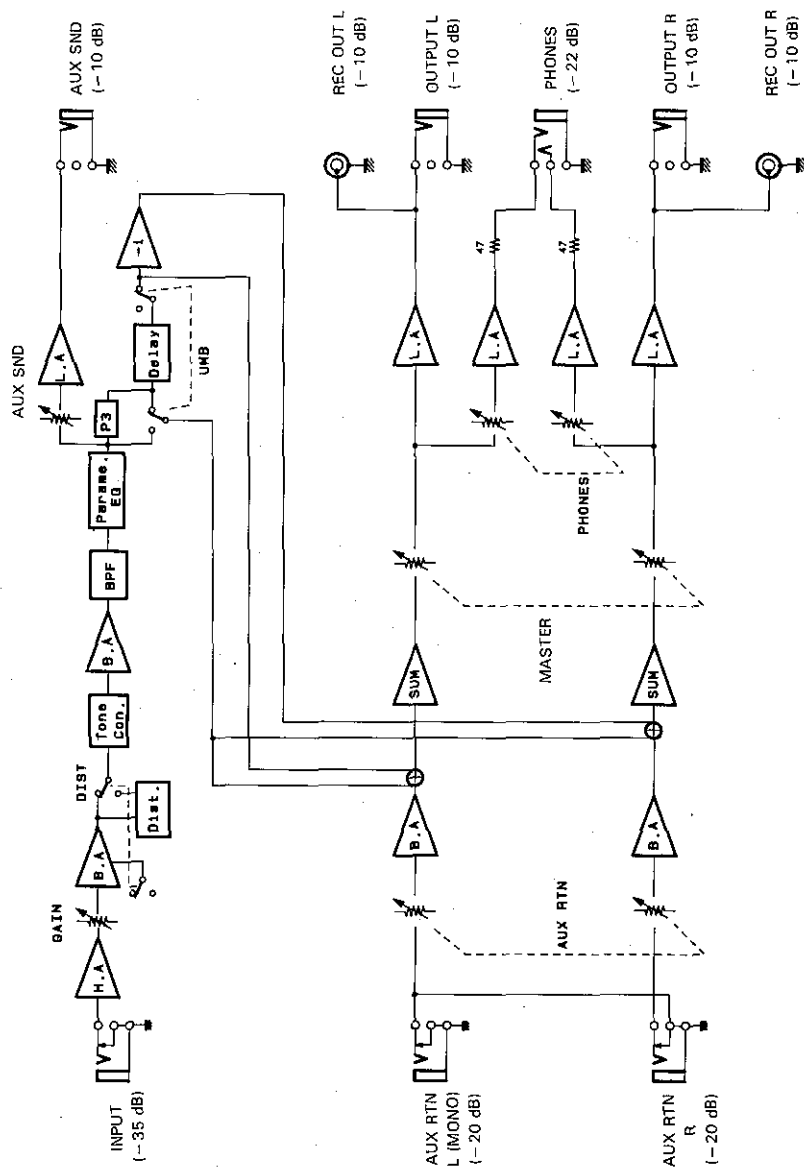 INPUT
(−35 dB)
H.A
GAIN
B.A
DIST
Dist.
Tone
Con.
B.A
BPF
Parame.
EQ
P3
AUX SND
L.A
Delay
UMB
−1
AUX SND
(−10 dB)
REC OUT L
(−10 dB)
AUX RTN
L (MONO)
(−20 dB)
B.A
SUM
L.A
OUTPUT L
(−10 dB)
L.A
47
PHONES
(−22 dB)
AUX RTN
MASTER
PHONES
L.A
47
AUX RTN
R
(−20 dB)
B.A
SUM
L.A
OUTPUT R
(−10 dB)
REC OUT R
(−10 dB)